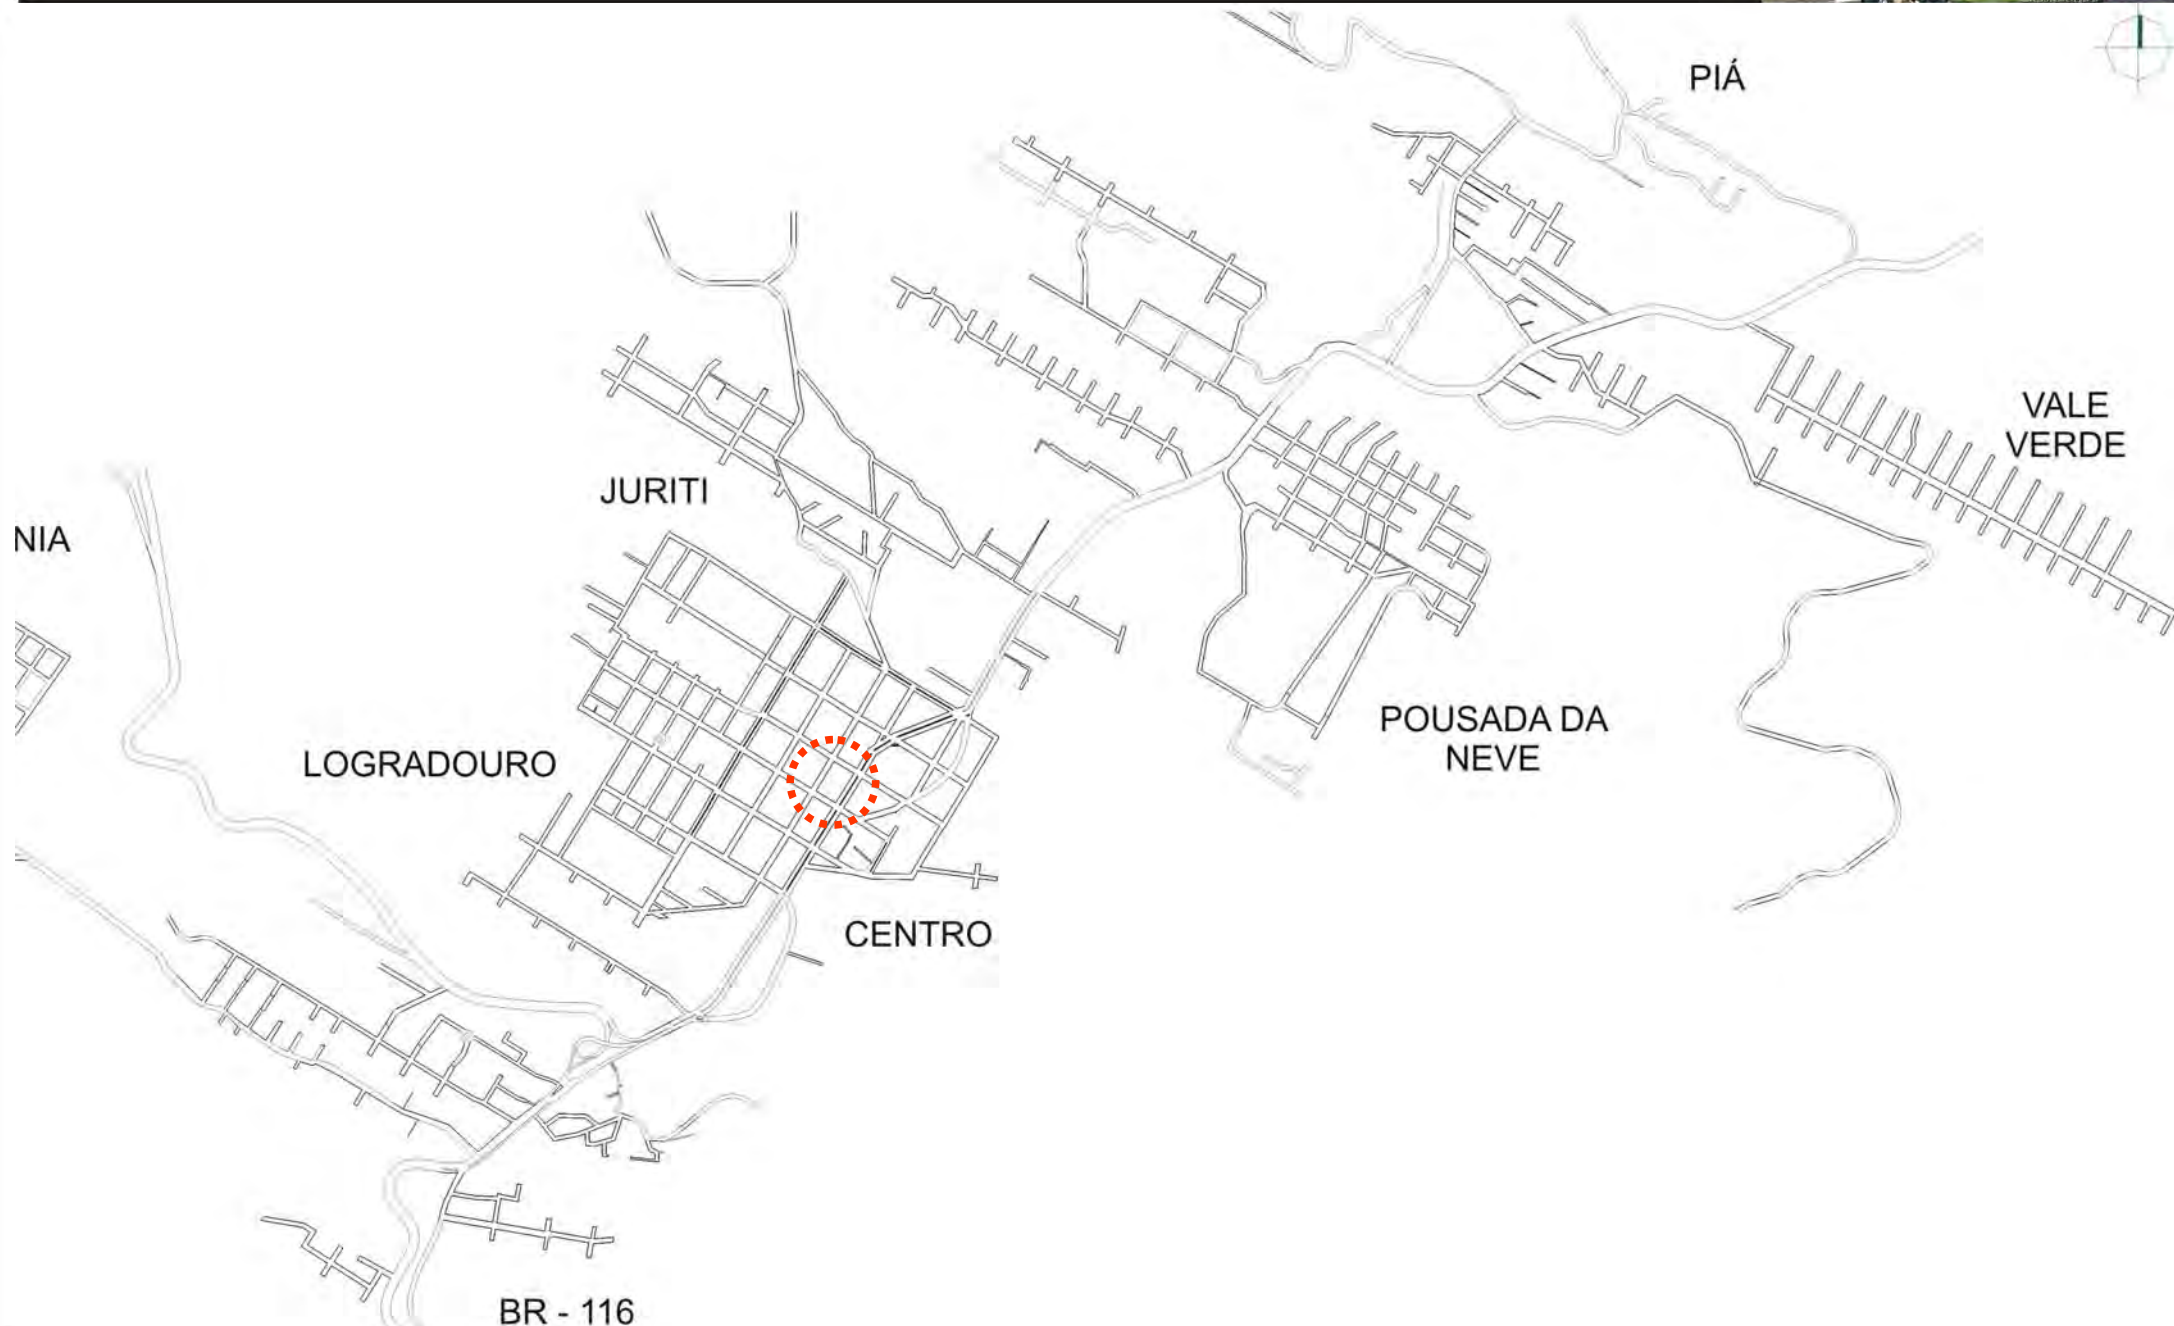 PIÁ
VALE
VERDE
JURITI
NIA
POUSADA DA
NEVE
LOGRADOURO
CENTRO
BR - 116